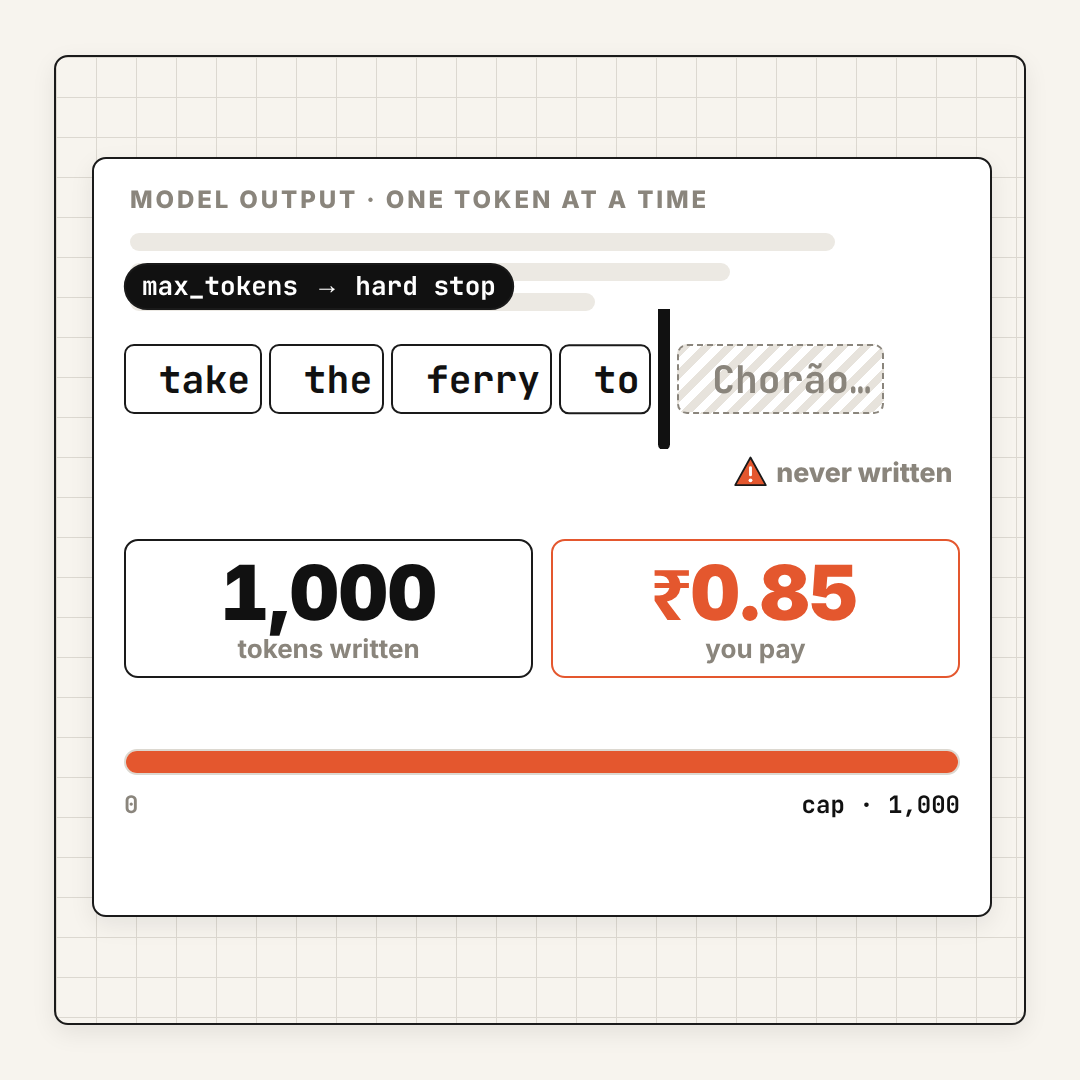 MODEL OUTPUT · ONE TOKEN AT A TIME
max_tokens → hard stop
take the ferry to Chorão…
never written
1,000
tokens written
₹0.85
you pay
0
cap · 1,000